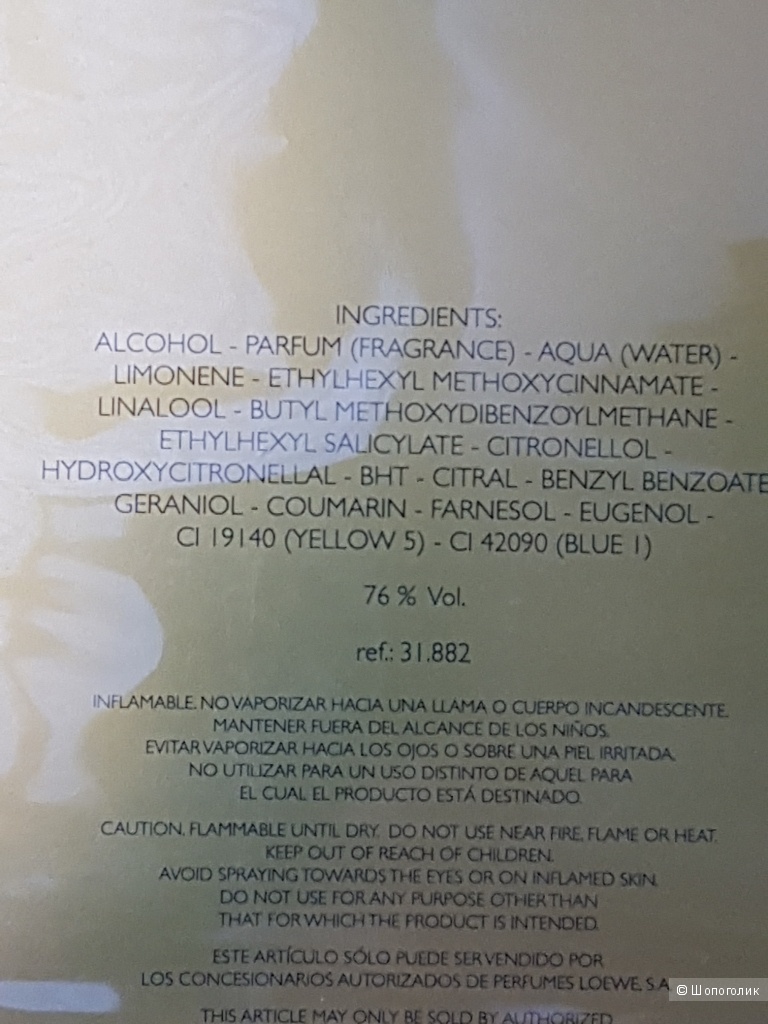 INGREDIENTS:
ALCOHOL - PARFUM (FRAGRANCE) - AQUA (WATER) -
LIMONENE - ETHYLHEXYL METHOXYCINNAMATE -
LINALOOL - BUTYL METHOXYDIBENZOYLMETHANE -
ETHYLHEXYL SALICYLATE - CITRONELLOL -
HYDROXYCITRONELLAL - BHT - CITRAL - BENZYL BENZOATE
GERANIOL - COUMARIN - FARNESOL - EUGENOL -
CI 19140 (YELLOW 5) - CI 42090 (BLUE 1)
76 % Vol.
ref.: 31.882
INFLAMABLE. NO VAPORIZAR HACIA UNA LLAMA O CUERPO INCANDESCENTE.
MANTENER FUERA DEL ALCANCE DE LOS NIÑOS.
EVITAR VAPORIZAR HACIA LOS OJOS O SOBRE UNA PIEL IRRITADA.
NO UTILIZAR PARA UN USO DISTINTO DE AQUEL PARA
EL CUAL EL PRODUCTO ESTÁ DESTINADO.
CAUTION, FLAMMABLE UNTIL DRY. DO NOT USE NEAR FIRE, FLAME OR HEAT.
KEEP OUT OF REACH OF CHILDREN.
AVOID SPRAYING TOWARDS THE EYES OR ON INFLAMED SKIN.
DO NOT USE FOR ANY PURPOSE OTHER THAN
THAT FOR WHICH THE PRODUCT IS INTENDED.
ESTE ARTÍCULO SÓLO PUEDE SER VENDIDO POR
LOS CONCESIONARIOS AUTORIZADOS DE PERFUMES LOEWE, S.A.
© Шопоголик
THIS ARTICLE MAY ONLY BE SOLD BY AUTHORIZED